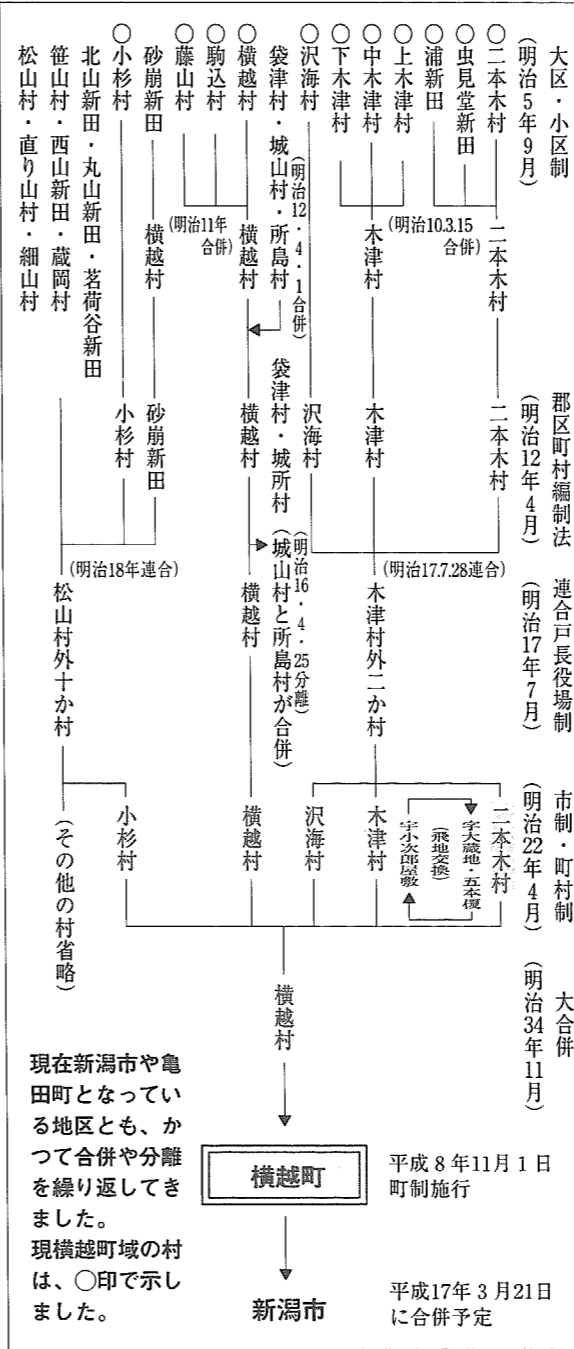 大区・小区制
(明治5年9月)
○二本木村
○虫見堂新田
○浦新田
○上木津村
○中木津村
○下木津村
○沢海村
袋津村・城山村・所島村
○横越村
○駒込村
○藤山村
砂崩新田
○小杉村
北山新田・丸山新田・茗荷谷新田
笹山村・西山新田・蔵岡村
松山村・直り山村・細山村
二本木村
(明治10.3.15
合併)
木津村
(明治12・4・1合併)
横越村
(明治11年
合併)
横越村
郡区町村編制法
(明治12年4月)
二本木村
木津村
沢海村
袋津村・城所村
横越村
砂崩新田
小杉村
連合戸長役場制
(明治17年7月)
(明治17.7.28連合)
木津村外二か村
(明治16・4・25分離)
(城山村と所島村が合併)
横越村
(明治18年連合)
松山村外十か村
市制・町村制
(明治22年4月)
二本木村
字大蔵地・五本榎
(飛地交換)
字小次郎屋敷
木津村
沢海村
横越村
小杉村
(その他の村省略)
大合併
(明治34年11月)
横越村
横越町
平成8年11月1日
町制施行
新潟市
平成17年3月21日
に合併予定
現在新潟市や亀
田町となってい
る地区とも、か
つて合併や分離
を繰り返してき
ました。
現横越町域の村
は、○印で示し
ました。